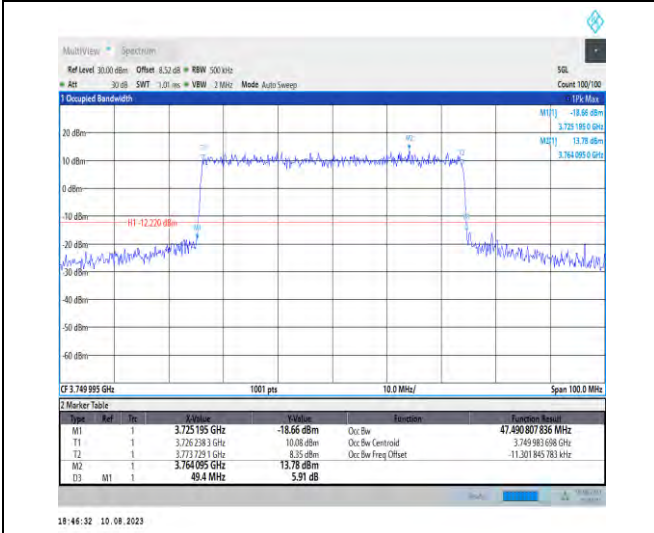 MultiView Spectrum
Ref Level 30.00 dBm Offset 8.52 dB RBW 500 kHz SGL
Att 30 dB SWT 1.01 ms VBW 2 MHz Mode Auto Sweep Count 100/100
1 Occupied Bandwidth 1Pk Max
M1[1] -18.66 dBm
3.725 195 0 GHz
M2[1] 13.78 dBm
3.764 095 0 GHz
20 dBm
M2
T1
T2
10 dBm
0 dBm
-10 dBm
H1 -12.220 dBm
M1
-20 dBm
-30 dBm
-40 dBm
-50 dBm
-60 dBm
CF 3.749 995 GHz 1001 pts 10.0 MHz/ Span 100.0 MHz
2 Marker Table
Type Ref Trc X-Value Y-Value Function Function Result
M1 1 3.725 195 GHz -18.66 dBm Occ Bw 47.490 807 836 MHz
T1 1 3.726 238 3 GHz 10.08 dBm Occ Bw Centroid 3.749 983 698 GHz
T2 1 3.773 729 1 GHz 8.35 dBm Occ Bw Freq Offset -11.301 845 783 kHz
M2 1 3.764 095 GHz 13.78 dBm
D3 M1 1 49.4 MHz 5.91 dB
18:46:32 10.08.2023